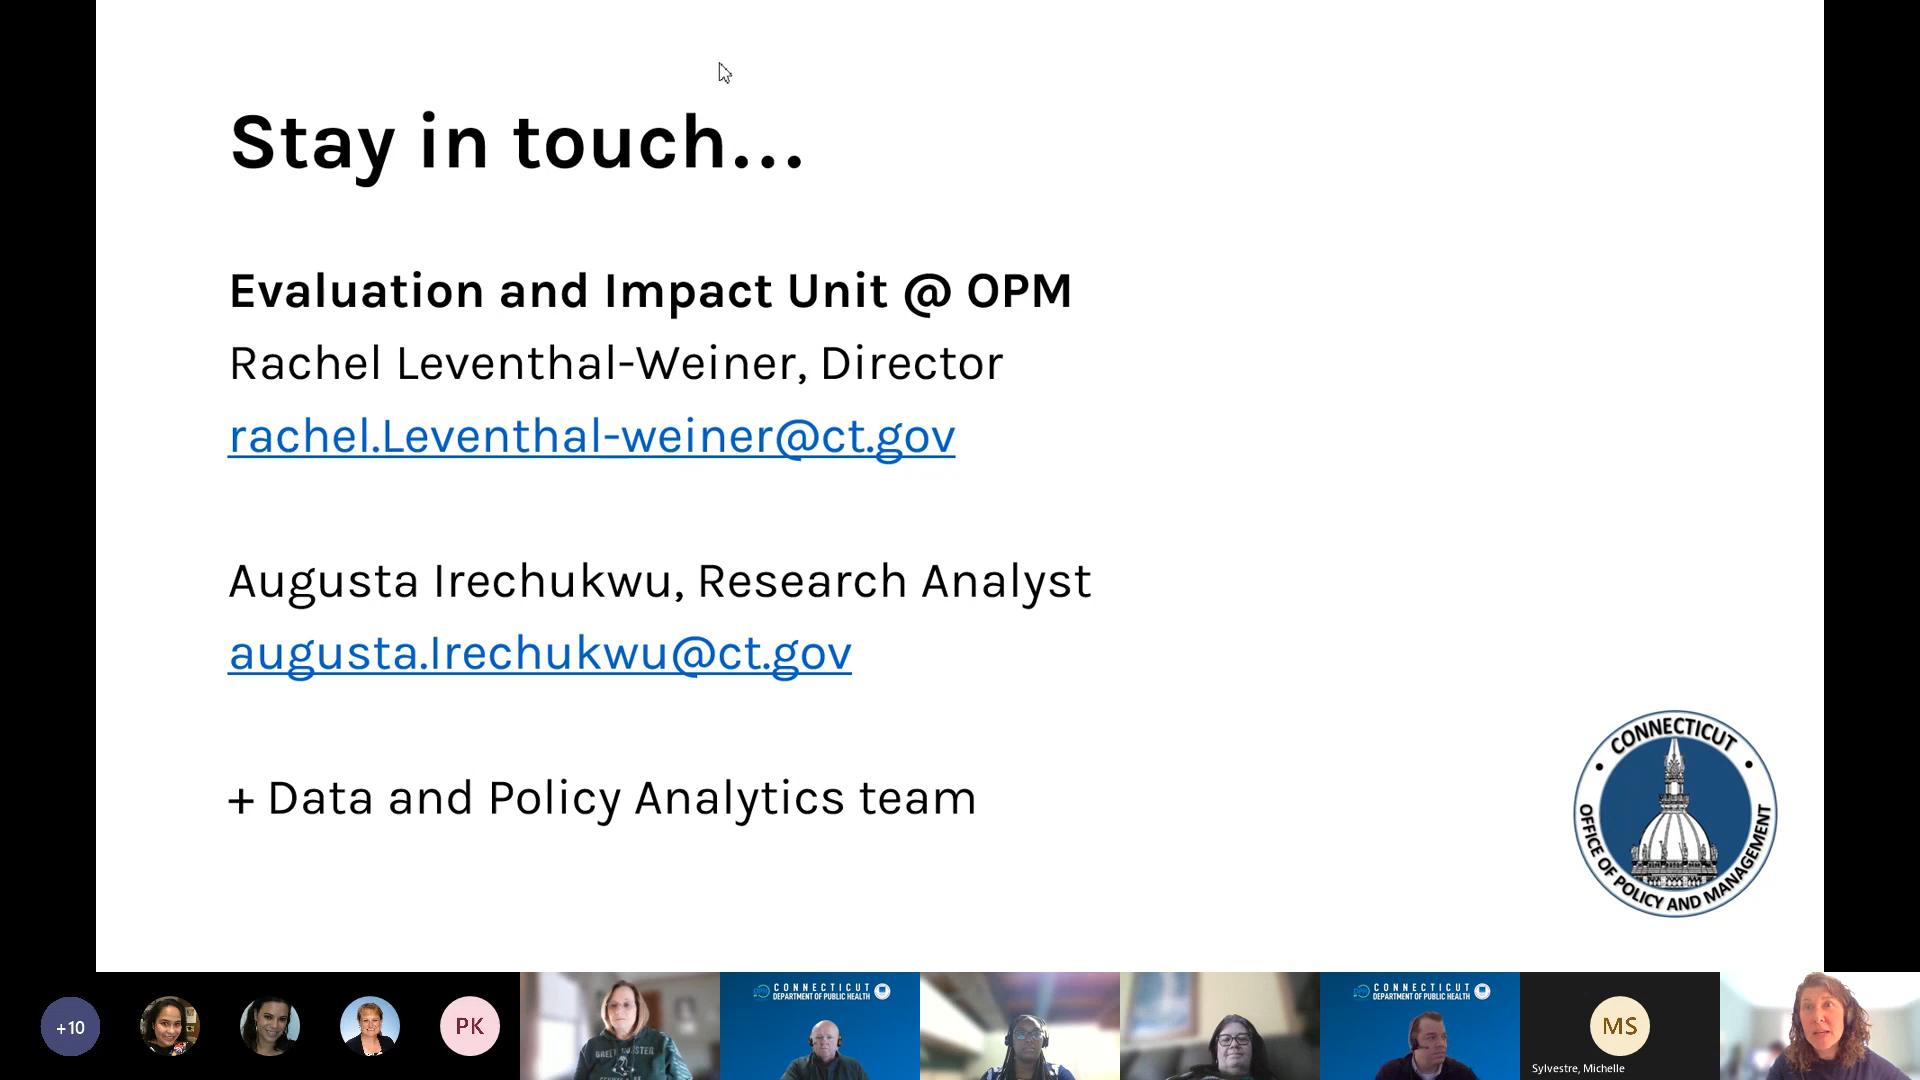 Stay in touch...
Evaluation and Impact Unit @ OPM
Rachel Leventhal-Weiner, Director
rachel.Leventhal-weiner@ct.gov
Augusta Irechukwu, Research Analyst
augusta.Irechukwu@ct.gov
+ Data and Policy Analytics team
CONNECTICUT
OFFICE OF POLICY AND MANAGEMENT
+10
PK
CONNECTICUT
DEPARTMENT OF PUBLIC HEALTH
CONNECTICUT
DEPARTMENT OF PUBLIC HEALTH
MS
Sylvestre, Michelle